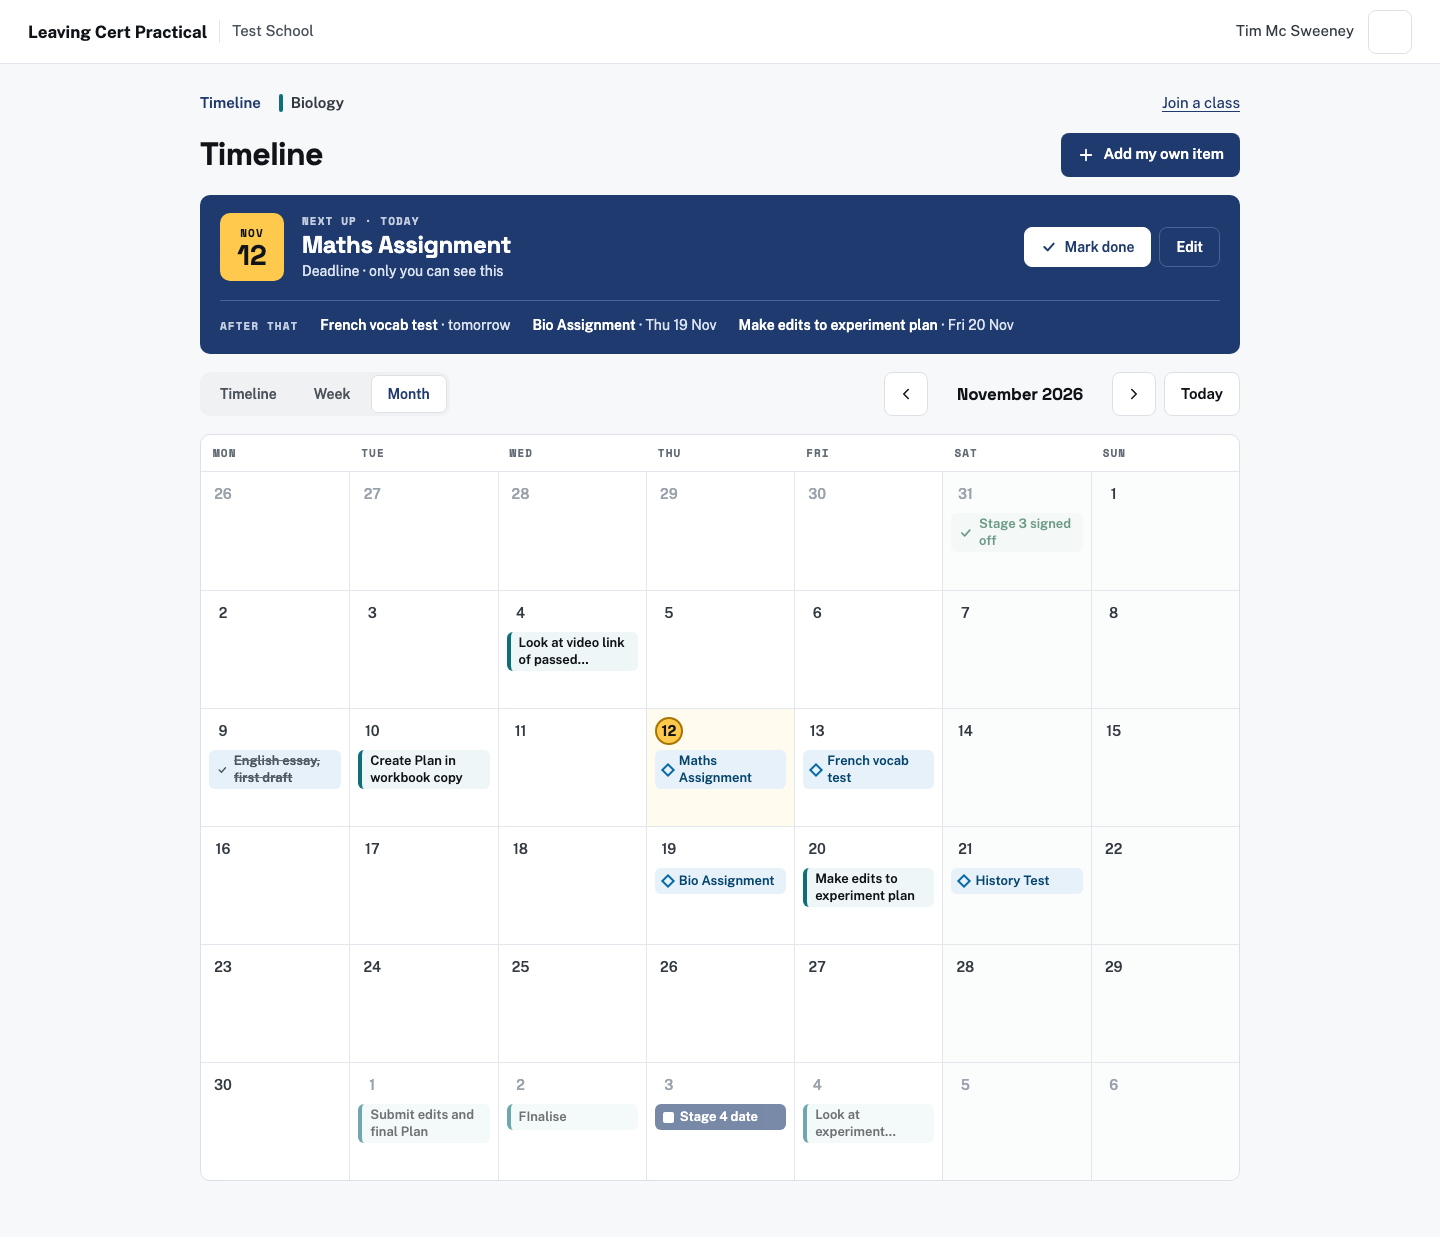 Leaving Cert Practical Test School Tim Mc Sweeney
Timeline Biology Join a class
Timeline
+ Add my own item
NOV
12
NEXT UP · TODAY
Maths Assignment
Deadline · only you can see this
Mark done Edit
AFTER THAT French vocab test · tomorrow Bio Assignment · Thu 19 Nov Make edits to experiment plan · Fri 20 Nov
Timeline Week Month November 2026 Today
MON TUE WED THU FRI SAT SUN
26 27 28 29 30 31 1
Stage 3 signed
off
2 3 4 5 6 7 8
Look at video link
of passed...
9 10 11 12 13 14 15
English essay,
first draft
Create Plan in
workbook copy
Maths
Assignment
French vocab
test
16 17 18 19 20 21 22
Bio Assignment
Make edits to
experiment plan
History Test
23 24 25 26 27 28 29
30 1 2 3 4 5 6
Submit edits and
final Plan
FInalise
Stage 4 date
Look at
experiment...